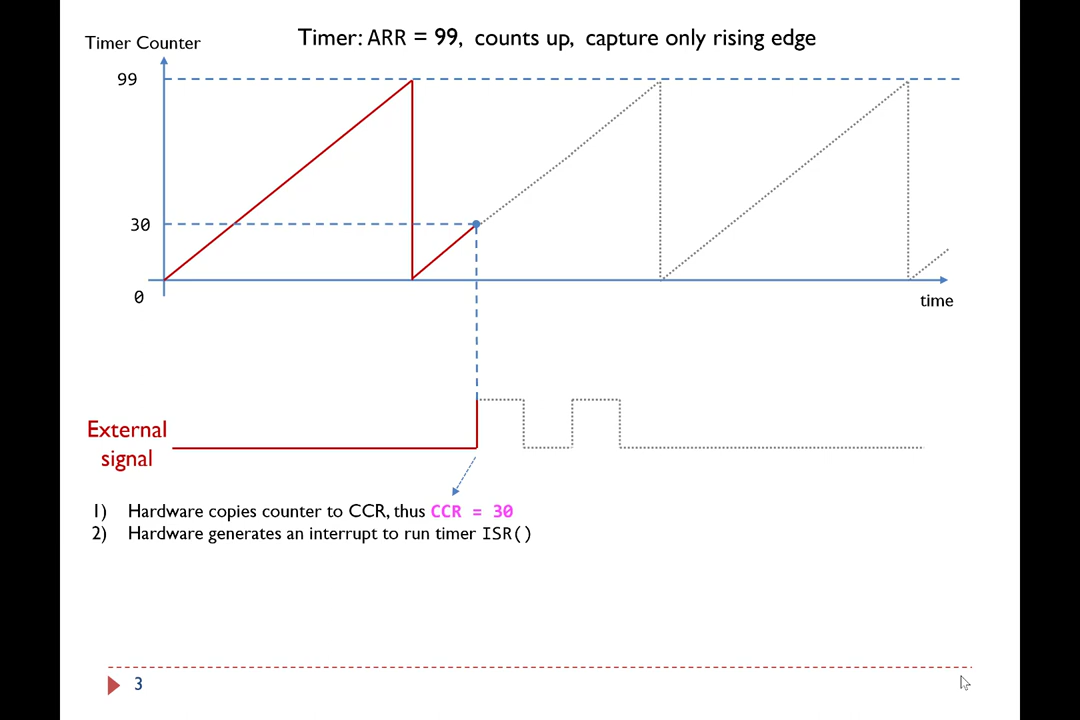 Timer: ARR = 99, counts up, capture only rising edge
Timer Counter
99
30
0
time
External
signal
1) Hardware copies counter to CCR, thus CCR = 30
2) Hardware generates an interrupt to run timer ISR()
3